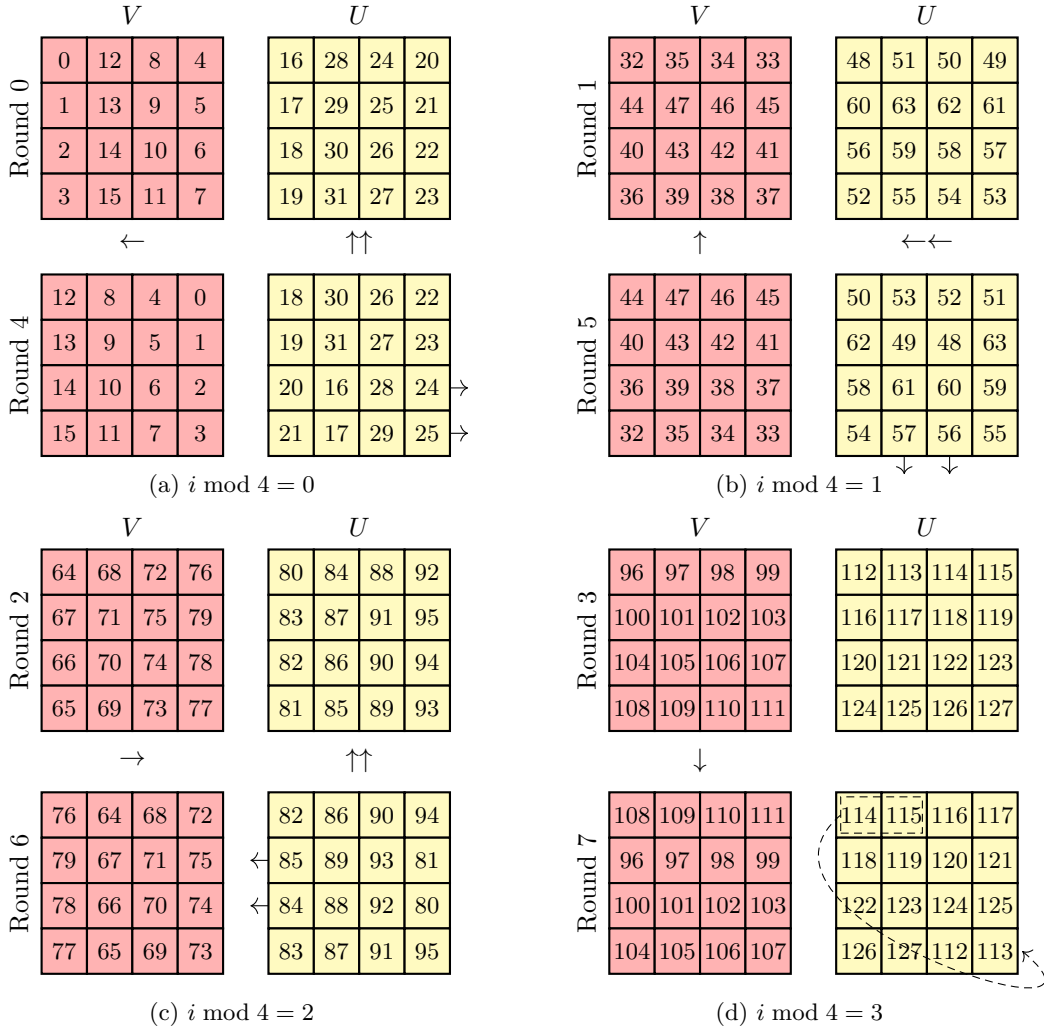 V U V U
Round 0 Round 1
0 12 8 4 16 28 24 20 32 35 34 33 48 51 50 49
1 13 9 5 17 29 25 21 44 47 46 45 60 63 62 61
2 14 10 6 18 30 26 22 40 43 42 41 56 59 58 57
3 15 11 7 19 31 27 23 36 39 38 37 52 55 54 53
← ↑↑ ↑ ←←
Round 4 Round 5
12 8 4 0 18 30 26 22 44 47 46 45 50 53 52 51
13 9 5 1 19 31 27 23 40 43 42 41 62 49 48 63
14 10 6 2 20 16 28 24 → 36 39 38 37 58 61 60 59
15 11 7 3 21 17 29 25 → 32 35 34 33 54 57 56 55
↓ ↓
(a) i mod 4 = 0 (b) i mod 4 = 1
V U V U
Round 2 Round 3
64 68 72 76 80 84 88 92 96 97 98 99 112 113 114 115
67 71 75 79 83 87 91 95 100 101 102 103 116 117 118 119
66 70 74 78 82 86 90 94 104 105 106 107 120 121 122 123
65 69 73 77 81 85 89 93 108 109 110 111 124 125 126 127
→ ↑↑ ↓
Round 6 Round 7
76 64 68 72 82 86 90 94 108 109 110 111 114 115 116 117
79 67 71 75 ← 85 89 93 81 96 97 98 99 118 119 120 121
78 66 70 74 ← 84 88 92 80 100 101 102 103 122 123 124 125
77 65 69 73 83 87 91 95 104 105 106 107 126 127 112 113
(c) i mod 4 = 2 (d) i mod 4 = 3